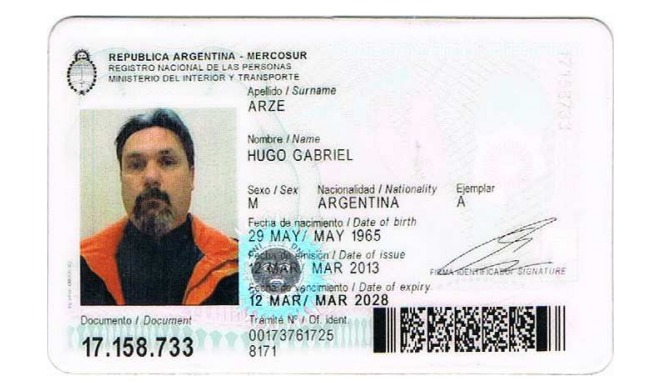 REPUBLICA ARGENTINA - MERCOSUR
REGISTRO NACIONAL DE LAS PERSONAS
MINISTERIO DEL INTERIOR Y TRANSPORTE
Apellido / Surname
ARZE
Nombre / Name
HUGO GABRIEL
Sexo / Sex Nacionalidad / Nationality Ejemplar
M ARGENTINA A
Fecha de nacimiento / Date of birth
29 MAY/ MAY 1965
Fecha de emisión / Date of issue
12 MAR/ MAR 2013
FIRMA IDENTIFICADO/ SIGNATURE
Fecha de vencimiento / Date of expiry
12 MAR/ MAR 2028
Documento / Document Trámite Nº / Of. ident.
17.158.733 00173761725
8171